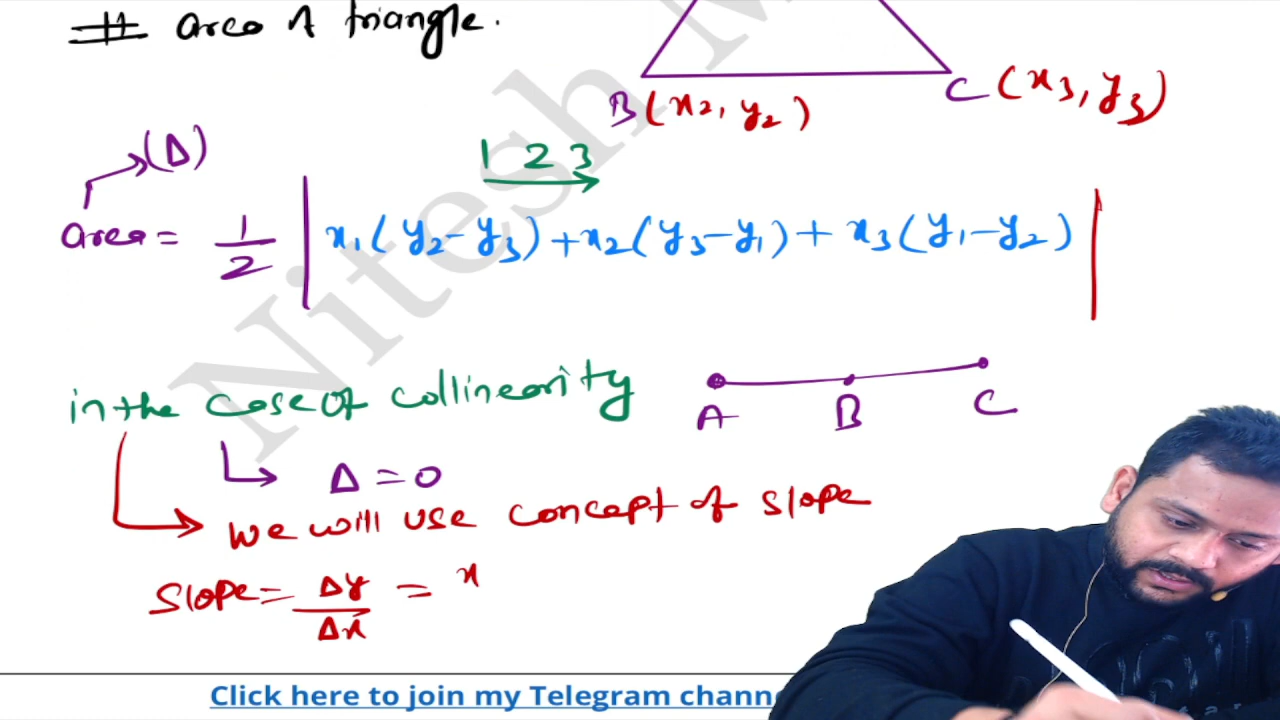 # area of triangle.
B (x2, y2)
C (x3, y3)
(Δ)
1 2 3
area = 1/2 | x1(y2-y3)+x2(y3-y1)+x3(y1-y2) |
Nitesh M
in the case of collinearity
A B C
Δ = 0
We will use concept of slope
Slope = Δy/Δx = x
Click here to join my Telegram chann